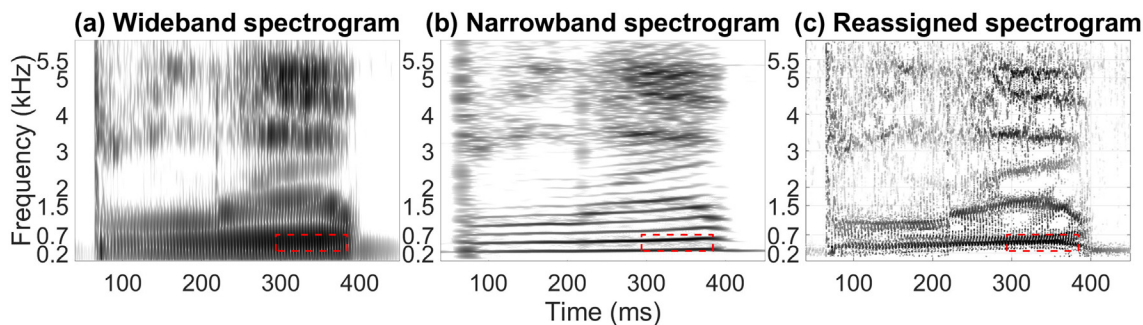 (a) Wideband spectrogram (b) Narrowband spectrogram (c) Reassigned spectrogram
Frequency (kHz)
5.5 5.5 5.5
5 5 5
4 4 4
3 3 3
2 2 2
1.5 1.5 1.5
0.7 0.7 0.7
0.2 0.2 0.2
100 200 300 400 100 200 300 400 100 200 300 400
Time (ms)